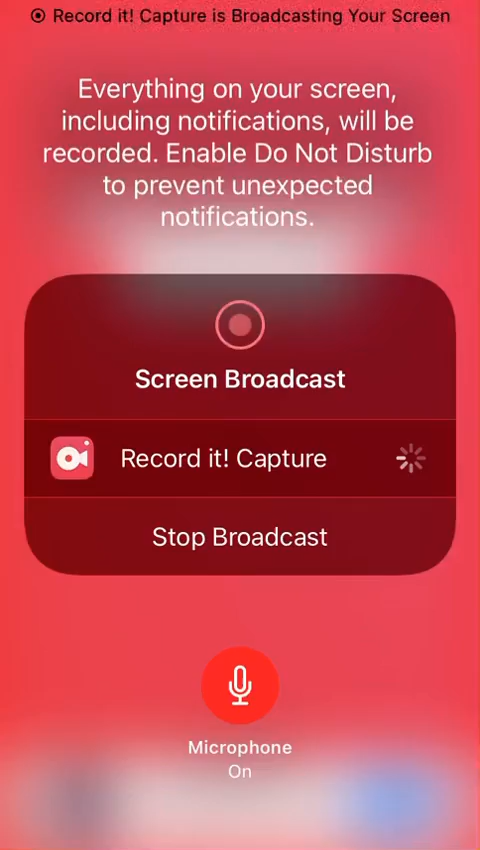 Record it! Capture is Broadcasting Your Screen
Everything on your screen,
including notifications, will be
recorded. Enable Do Not Disturb
to prevent unexpected
notifications.
Screen Broadcast
Record it! Capture
Stop Broadcast
Microphone
On